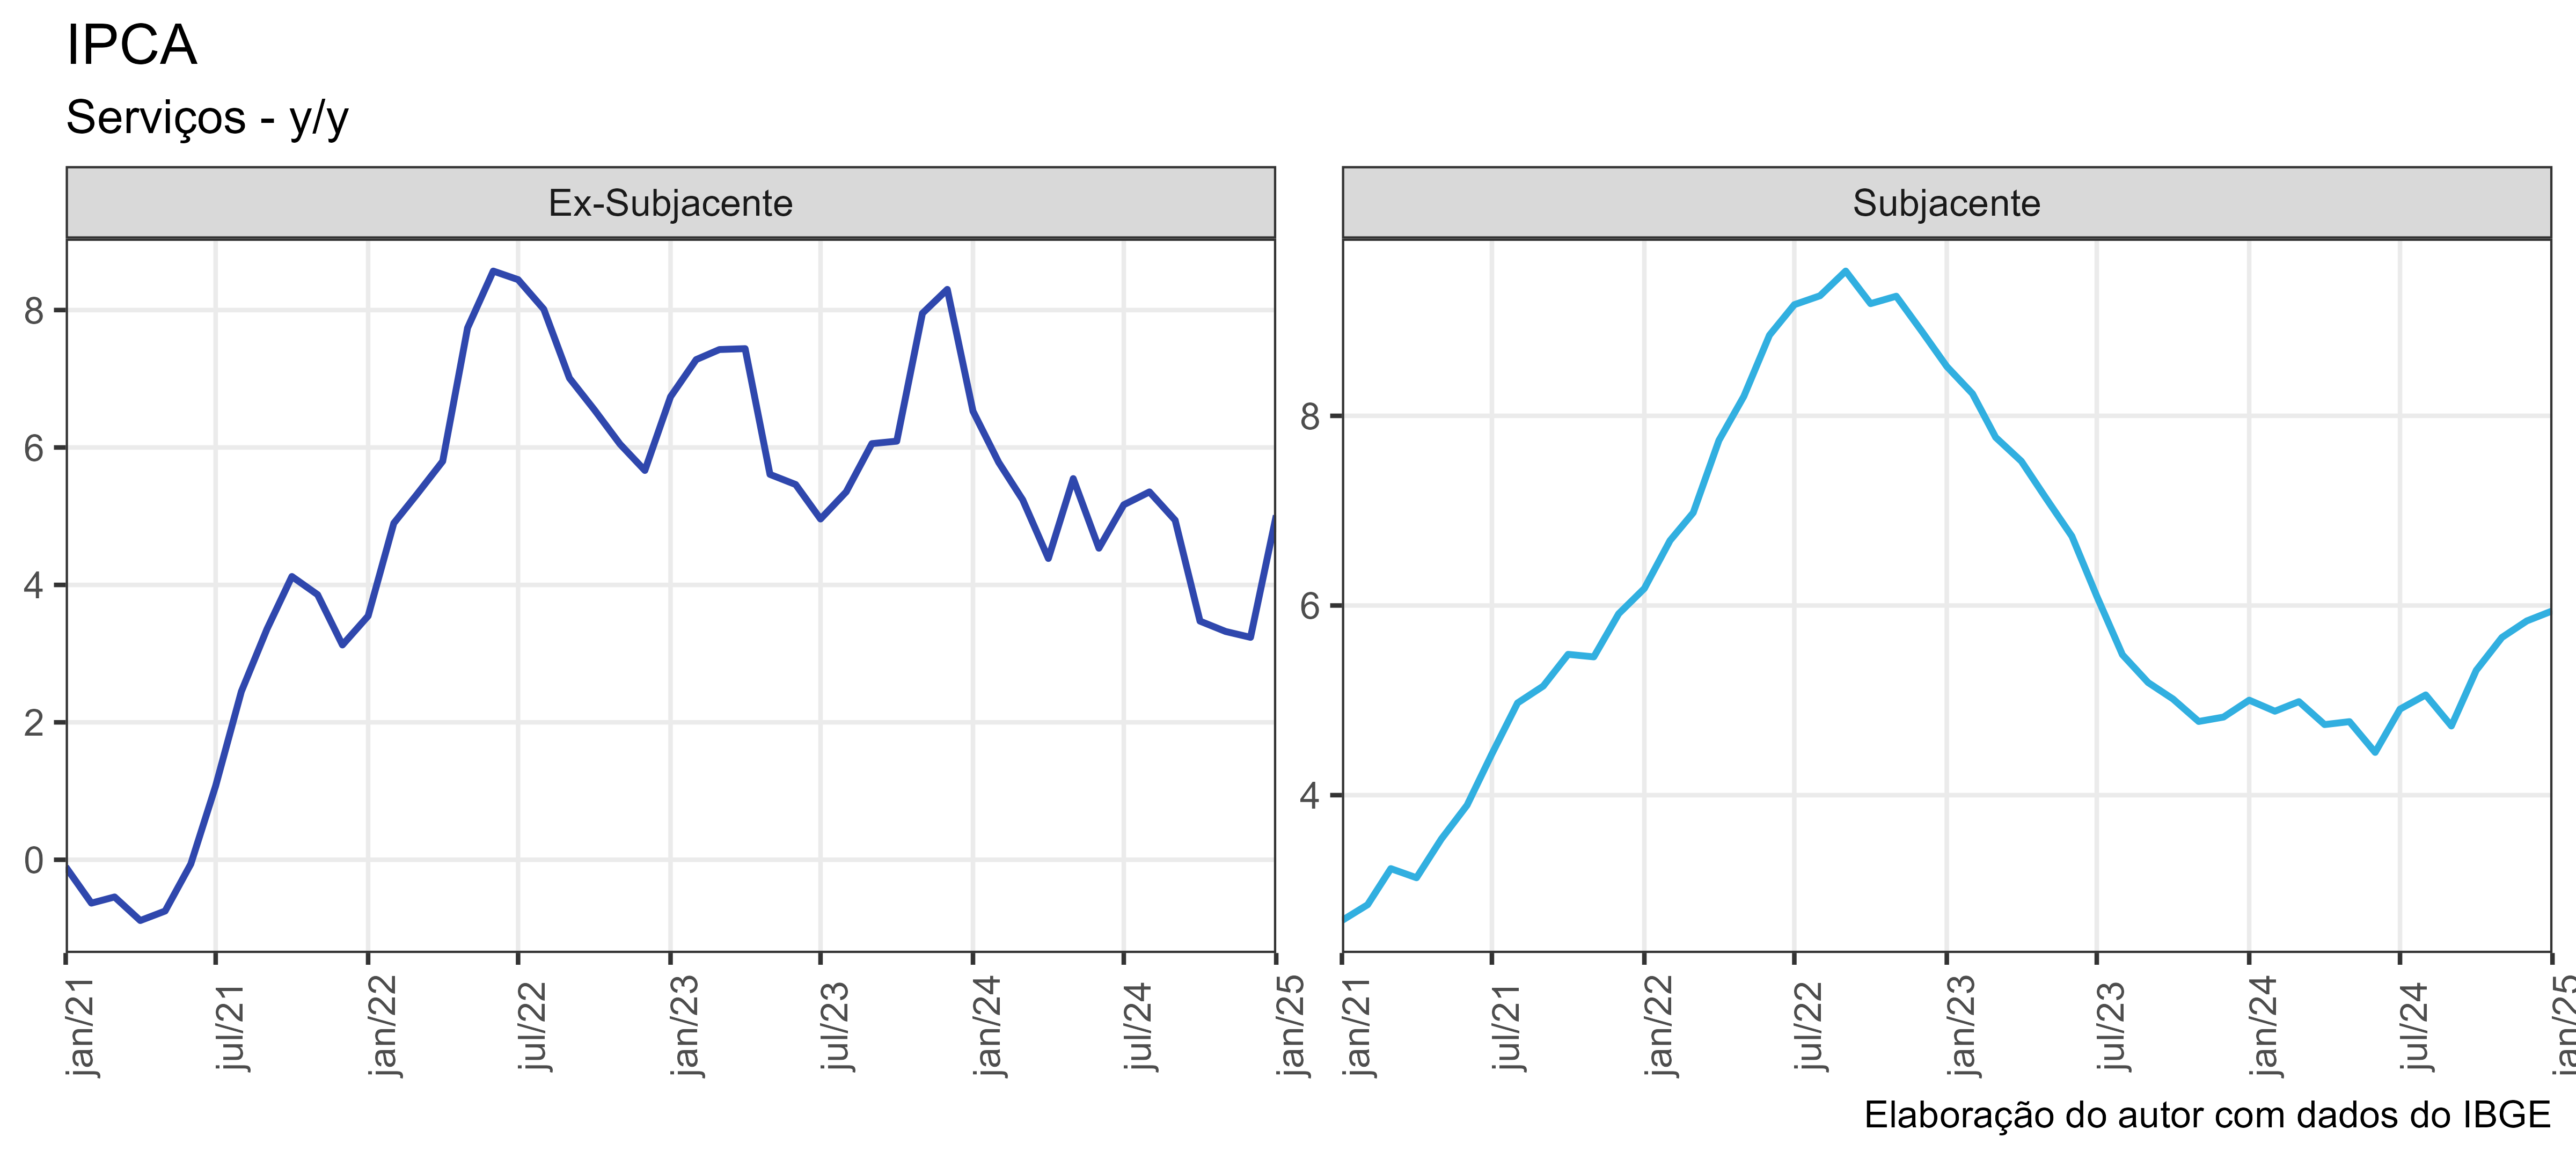 IPCA
Serviços - y/y
Ex-Subjacente
Subjacente
8
6
4
2
0
8
6
4
jan/21
jul/21
jan/22
jul/22
jan/23
jul/23
jan/24
jul/24
jan/25
jan/21
jul/21
jan/22
jul/22
jan/23
jul/23
jan/24
jul/24
jan/25
Elaboração do autor com dados do IBGE